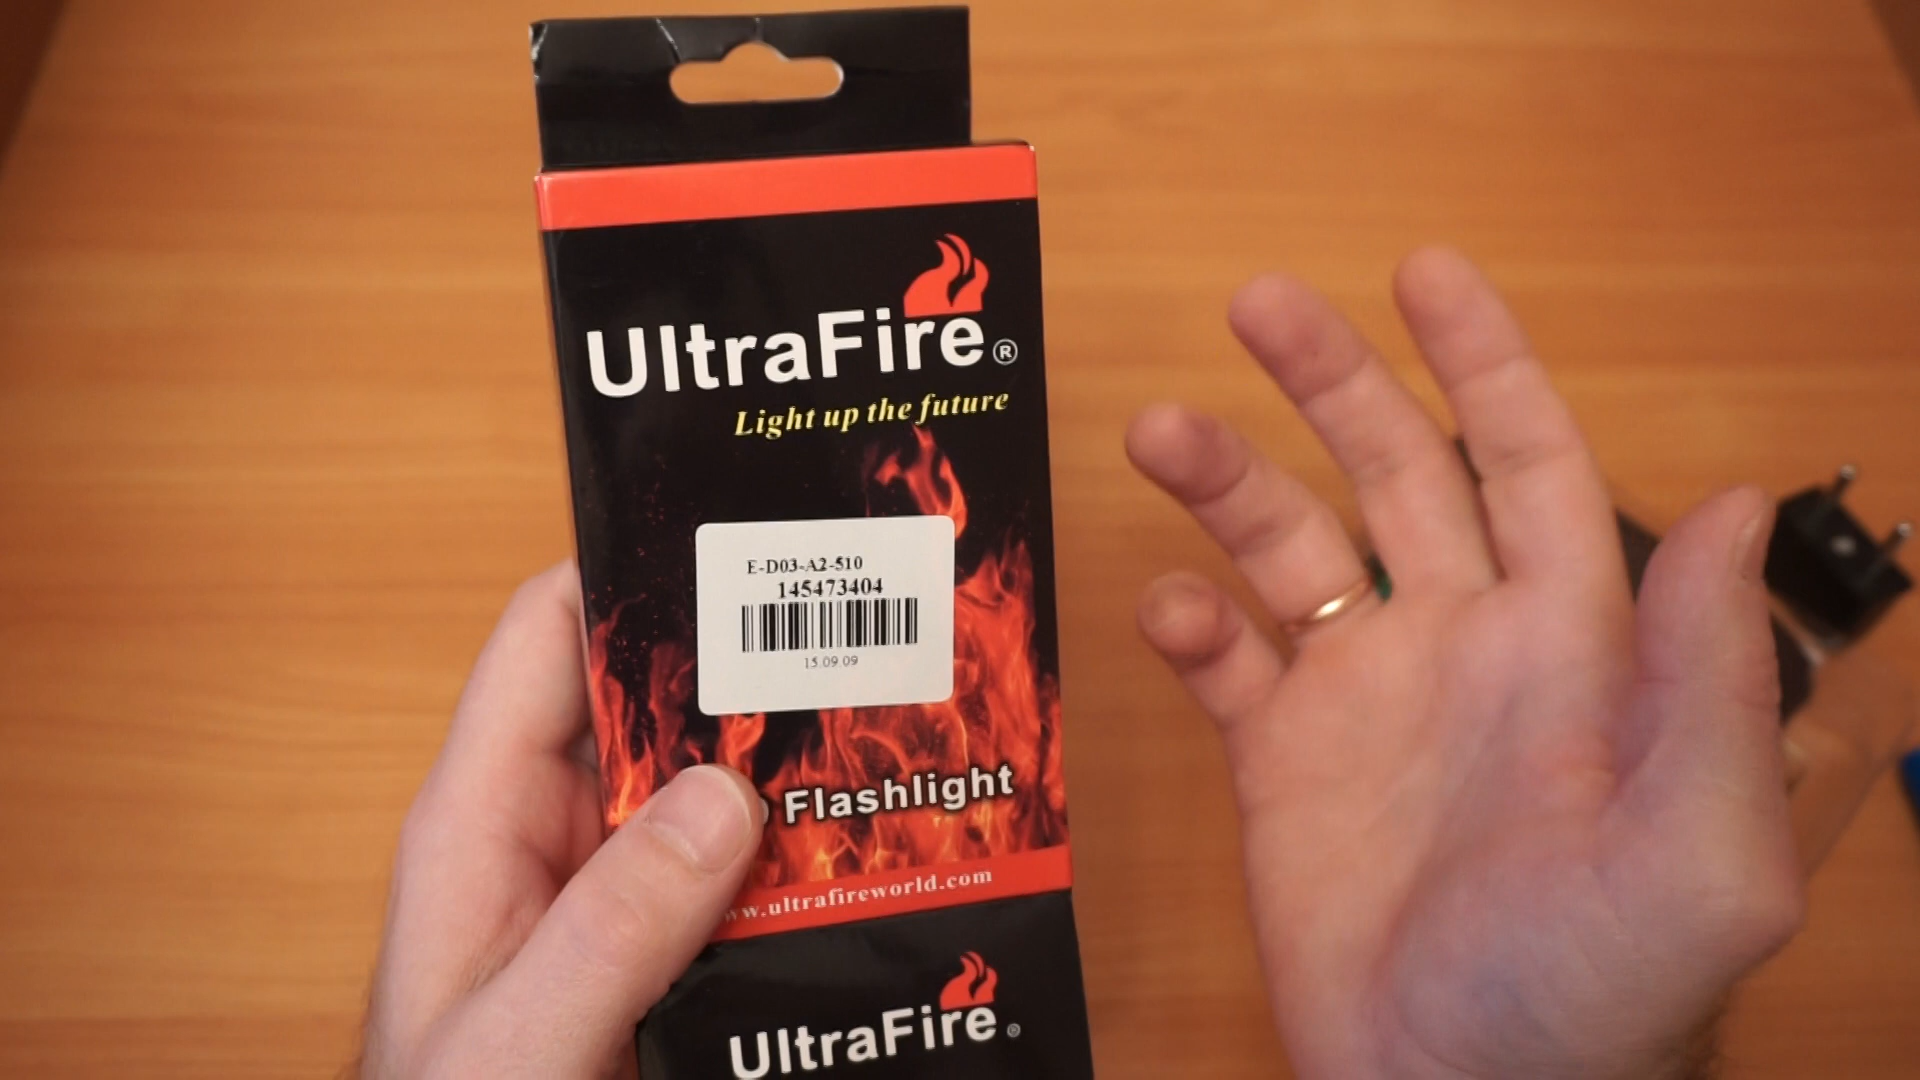 UltraFire®
Light up the future
E-D03-A2-510
145473404
15.09.09
Flashlight
www.ultrafireworld.com
UltraFire®